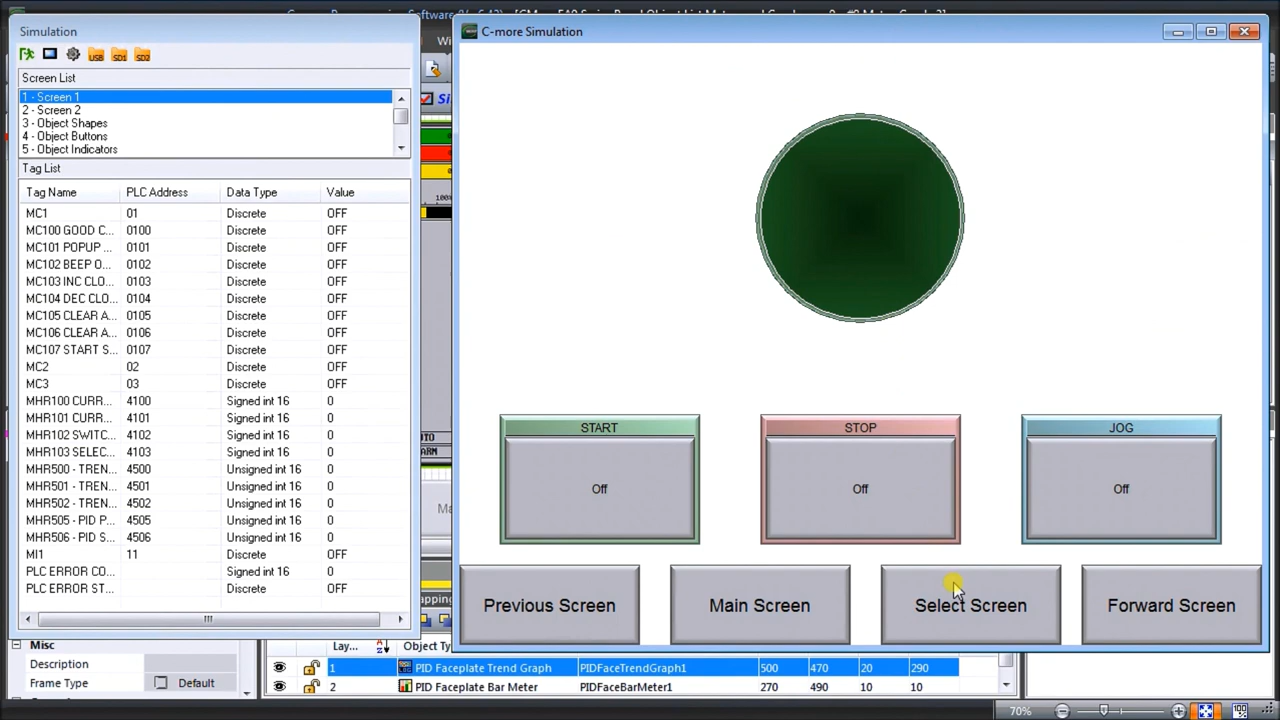 Simulation
Screen List
1 - Screen 1
2 - Screen 2
3 - Object Shapes
4 - Object Buttons
5 - Object Indicators
Tag List
Tag Name PLC Address Data Type Value
MC1 01 Discrete OFF
MC100 GOOD C... 0100 Discrete OFF
MC101 POPUP ... 0101 Discrete OFF
MC102 BEEP O... 0102 Discrete OFF
MC103 INC CLO... 0103 Discrete OFF
MC104 DEC CLO... 0104 Discrete OFF
MC105 CLEAR A... 0105 Discrete OFF
MC106 CLEAR A... 0106 Discrete OFF
MC107 START S... 0107 Discrete OFF
MC2 02 Discrete OFF
MC3 03 Discrete OFF
MHR100 CURR... 4100 Signed int 16 0
MHR101 CURR... 4101 Signed int 16 0
MHR102 SWITC... 4102 Signed int 16 0
MHR103 SELEC... 4103 Signed int 16 0
MHR500 - TREN... 4500 Unsigned int 16 0
MHR501 - TREN... 4501 Unsigned int 16 0
MHR502 - TREN... 4502 Unsigned int 16 0
MHR505 - PID P... 4505 Unsigned int 16 0
MHR506 - PID S... 4506 Unsigned int 16 0
MI1 11 Discrete OFF
PLC ERROR CO... Signed int 16 0
PLC ERROR ST... Discrete OFF
C-more Simulation
START STOP JOG
Off Off Off
Previous Screen Main Screen Select Screen Forward Screen
Misc
Description
Frame Type Default
Lay... Object Ty
1 PID Faceplate Trend Graph PIDFaceTrendGraph1 500 470 20 290
2 PID Faceplate Bar Meter PIDFaceBarMeter1 270 490 10 10
70%